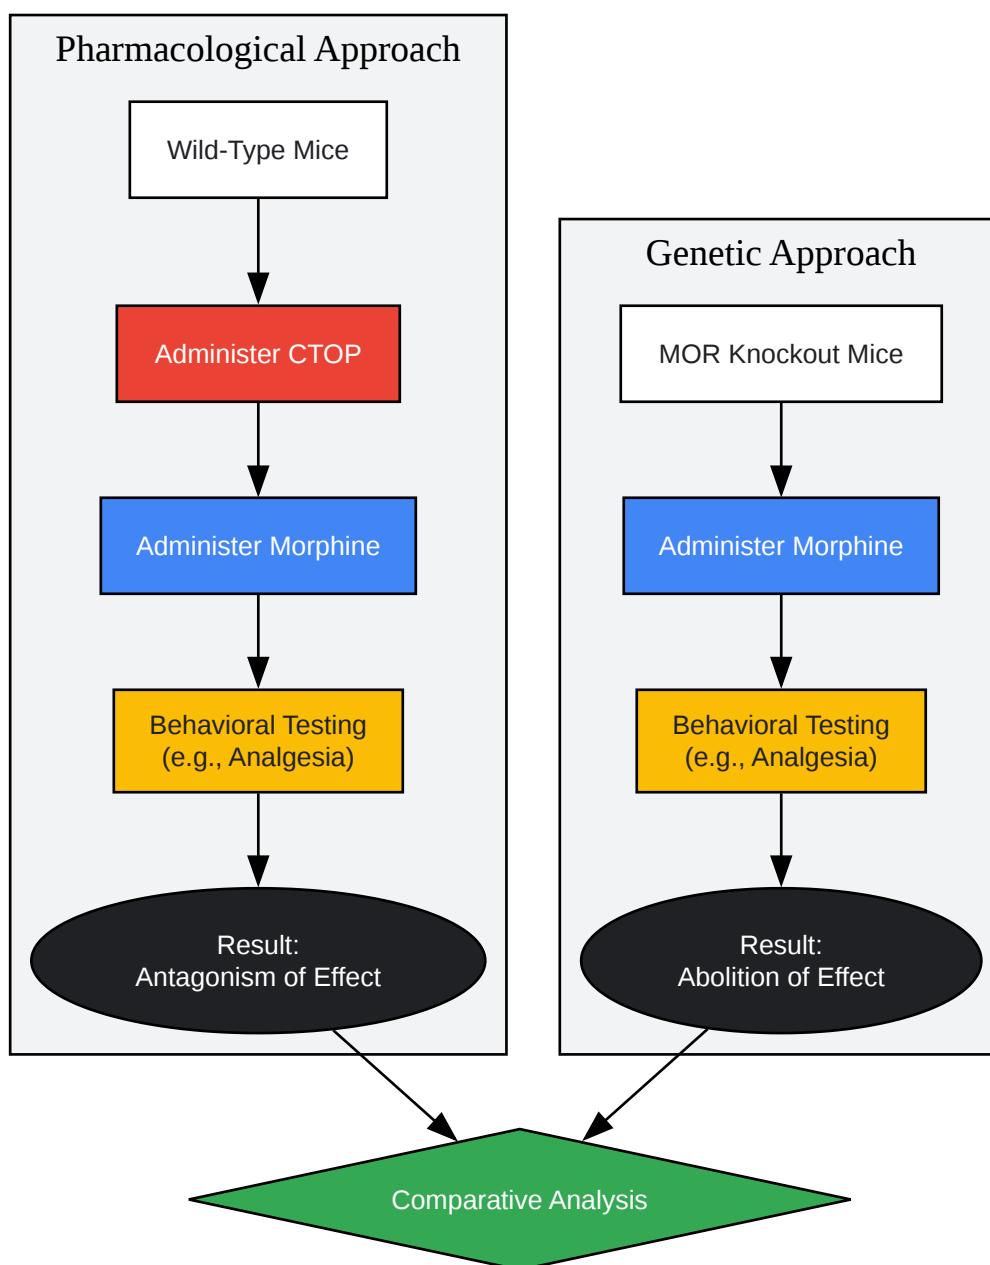 Pharmacological Approach
Wild-Type Mice
Administer CTOP
Administer Morphine
Behavioral Testing
(e.g., Analgesia)
Result:
Antagonism of Effect
Genetic Approach
MOR Knockout Mice
Administer Morphine
Behavioral Testing
(e.g., Analgesia)
Result:
Abolition of Effect
Comparative Analysis